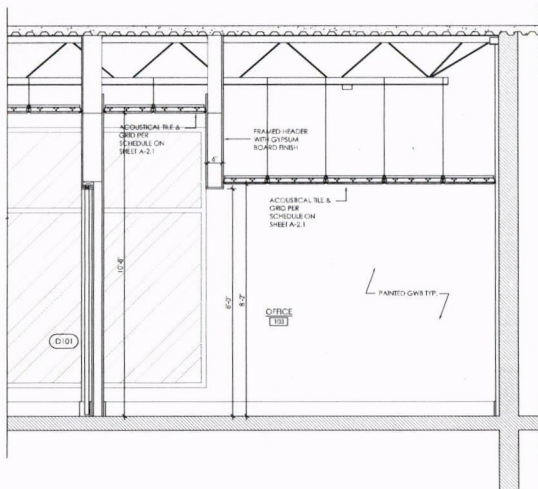 ACOUSTICAL TILE &
GRID PER
SCHEDULE ON
SHEET A-2.1
FRAMED HEADER
WITH GYPSUM
BOARD FINISH
6"
ACOUSTICAL TILE &
GRID PER
SCHEDULE ON
SHEET A-2.1
10'-8"
8'-0"
8'-2"
PAINTED GWB TYP.
OFFICE
103
D101